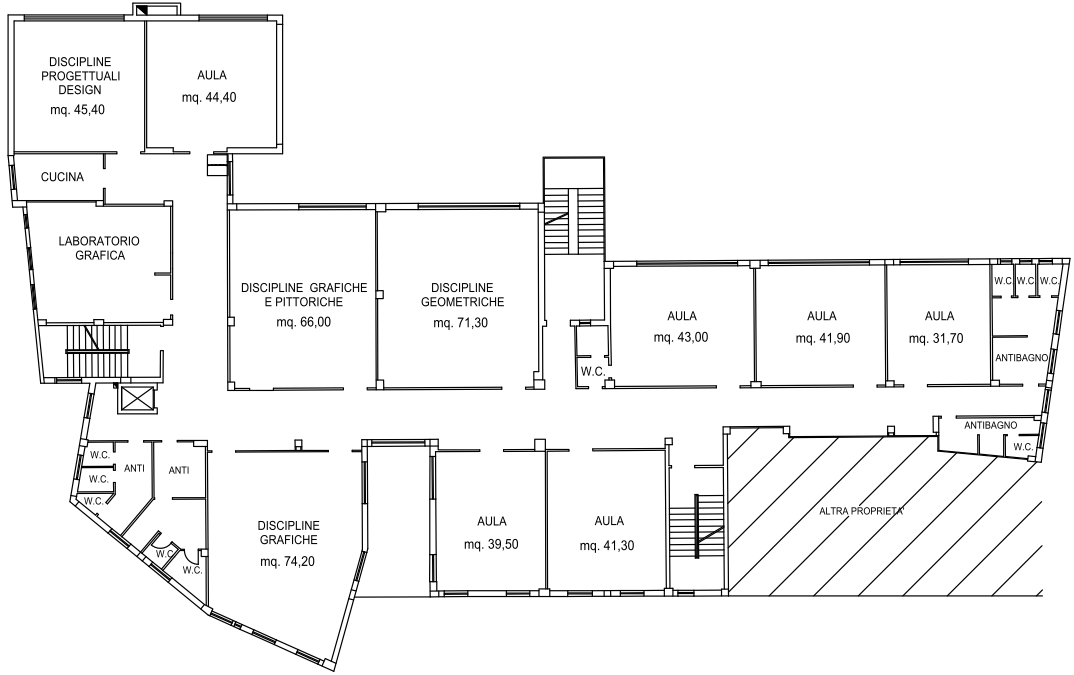 DISCIPLINE
PROGETTUALI
DESIGN
mq. 45,40
AULA
mq. 44,40
CUCINA
LABORATORIO
GRAFICA
DISCIPLINE GRAFICHE
E PITTORICHE
mq. 66,00
DISCIPLINE
GEOMETRICHE
mq. 71,30
W.C.
AULA
mq. 43,00
AULA
mq. 41,90
AULA
mq. 31,70
W.C.
W.C.
W.C.
ANTIBAGNO
ANTIBAGNO
W.C.
W.C.
W.C.
W.C.
ANTI
ANTI
W.C.
W.C.
DISCIPLINE
GRAFICHE
mq. 74,20
AULA
mq. 39,50
AULA
mq. 41,30
ALTRA PROPRIETA'